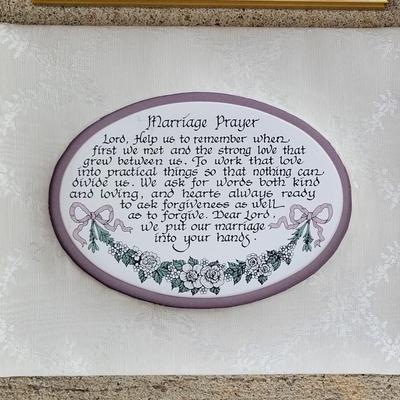 Marriage Prayer
Lord, Help us to remember when
first we met and the strong love that
grew between us. To work that love
into practical things so that nothing can
divide us. We ask for words both kind
and loving, and hearts always ready
to ask forgiveness as well
as to forgive. Dear Lord,
we put our marriage
into your hands.